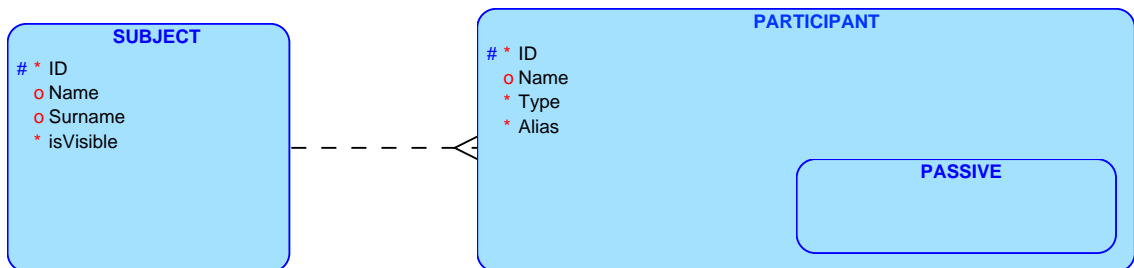 SUBJECT
# * ID
o Name
o Surname
* isVisible
PARTICIPANT
# * ID
o Name
* Type
* Alias
PASSIVE